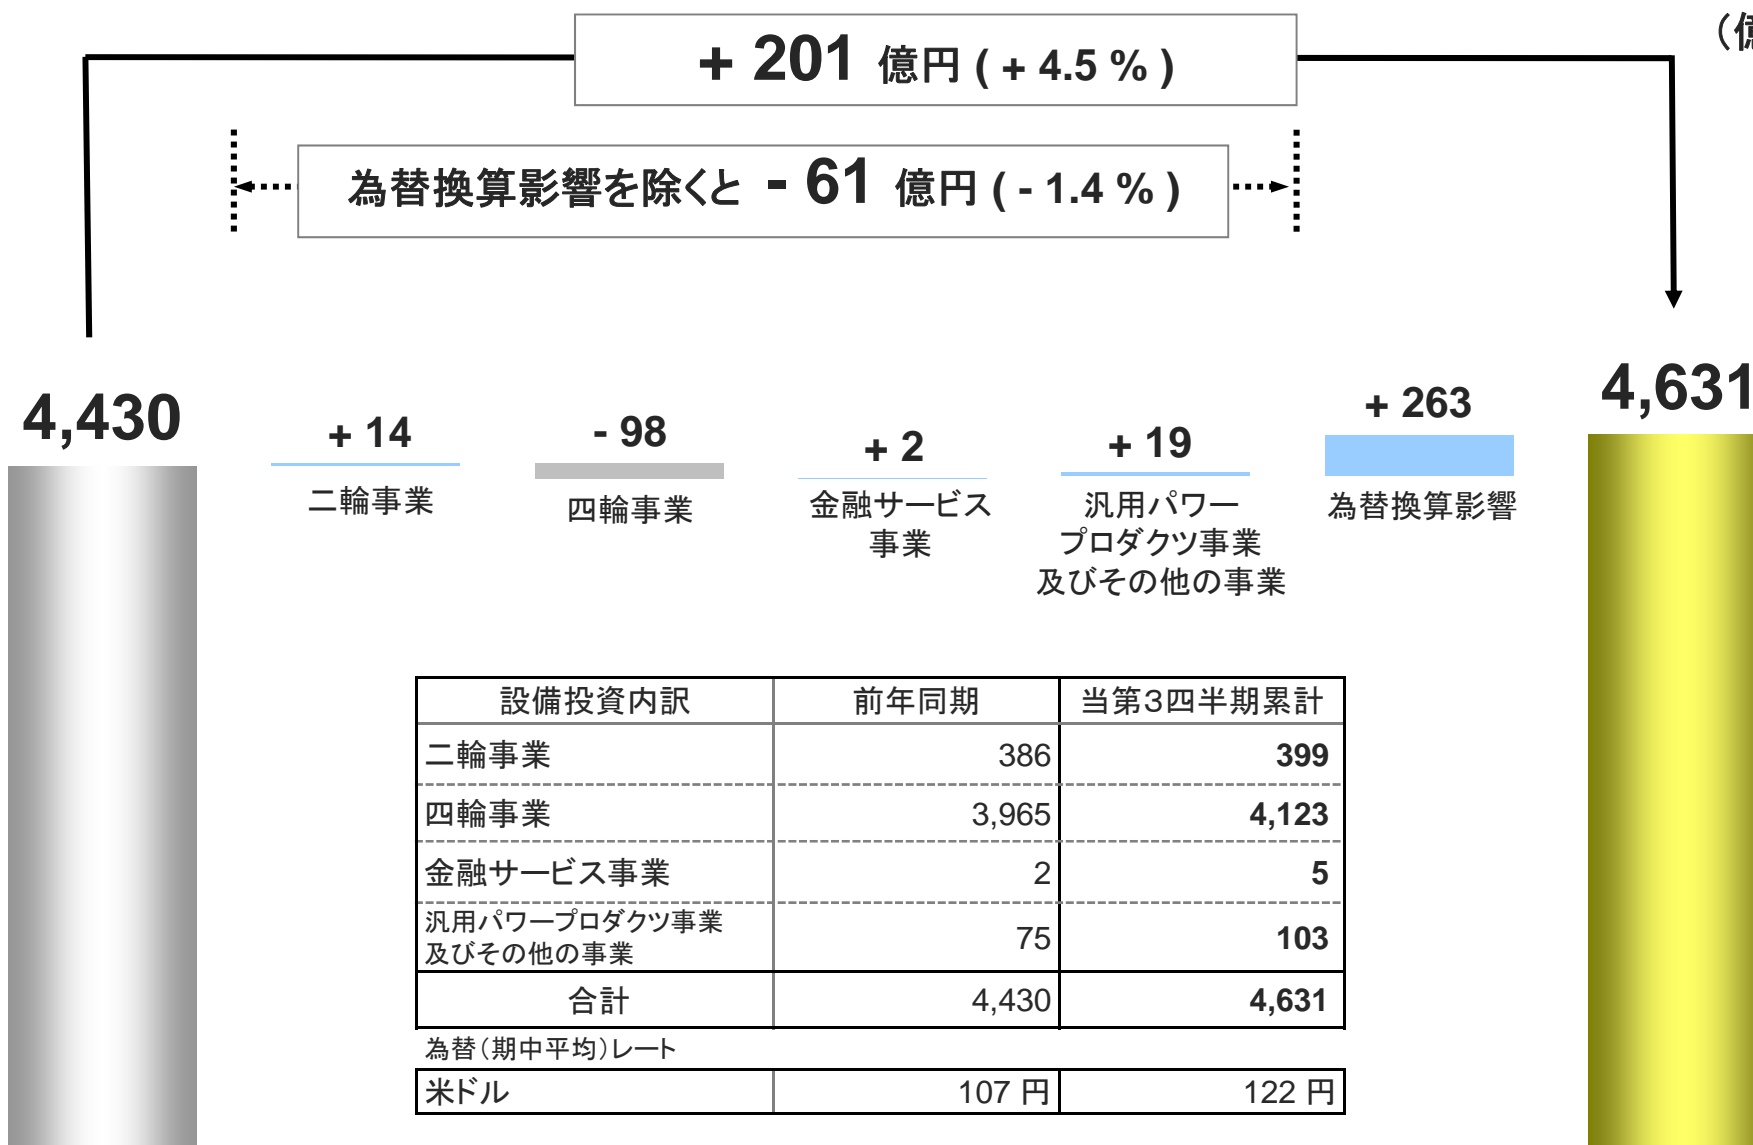 (億
+ 201 億円 ( + 4.5 % )
為替換算影響を除くと - 61 億円 ( - 1.4 % )
4,430
+ 14
二輪事業
- 98
四輪事業
+ 2
金融サービス
事業
+ 19
汎用パワー
プロダクツ事業
及びその他の事業
+ 263
為替換算影響
4,631
設備投資内訳 前年同期 当第3四半期累計
二輪事業 386 399
四輪事業 3,965 4,123
金融サービス事業 2 5
汎用パワープロダクツ事業
及びその他の事業 75 103
合計 4,430 4,631
為替(期中平均)レート
米ドル 107 円 122 円